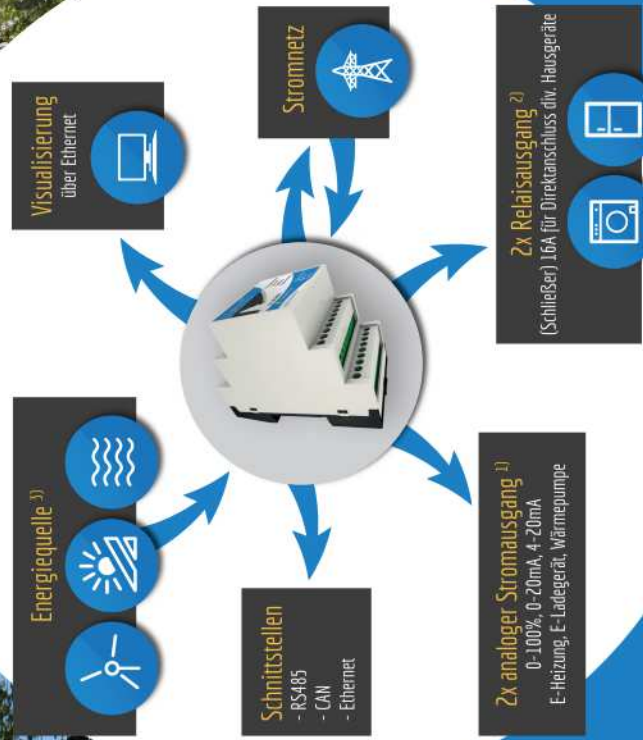 Energiequelle 3)
Visualisierung
über Ethernet
Stromnetz
Schnittstellen
- RS485
- CAN
- Ethernet
2x analoger Stromausgang 1)
0-100%, 0-20mA, 4-20mA
E-Heizung, E-Ladegerät, Wärmepumpe
2x Relaisausgang 2)
(Schließer) 16A für Direktanschluss div. Hausgeräte